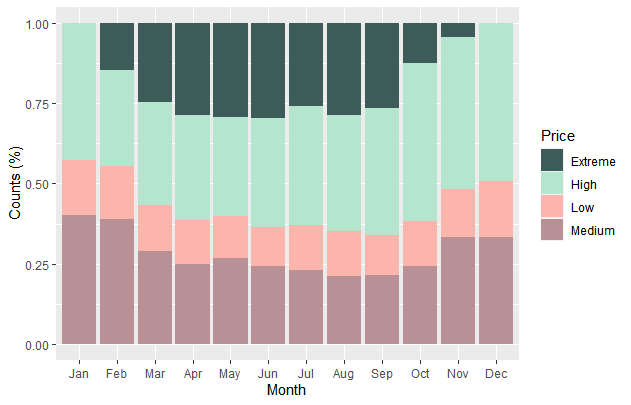 1.00
0.75
0.50
0.25
0.00
Counts (%)
Jan Feb Mar Apr May Jun Jul Aug Sep Oct Nov Dec
Month
Price
Extreme
High
Low
Medium